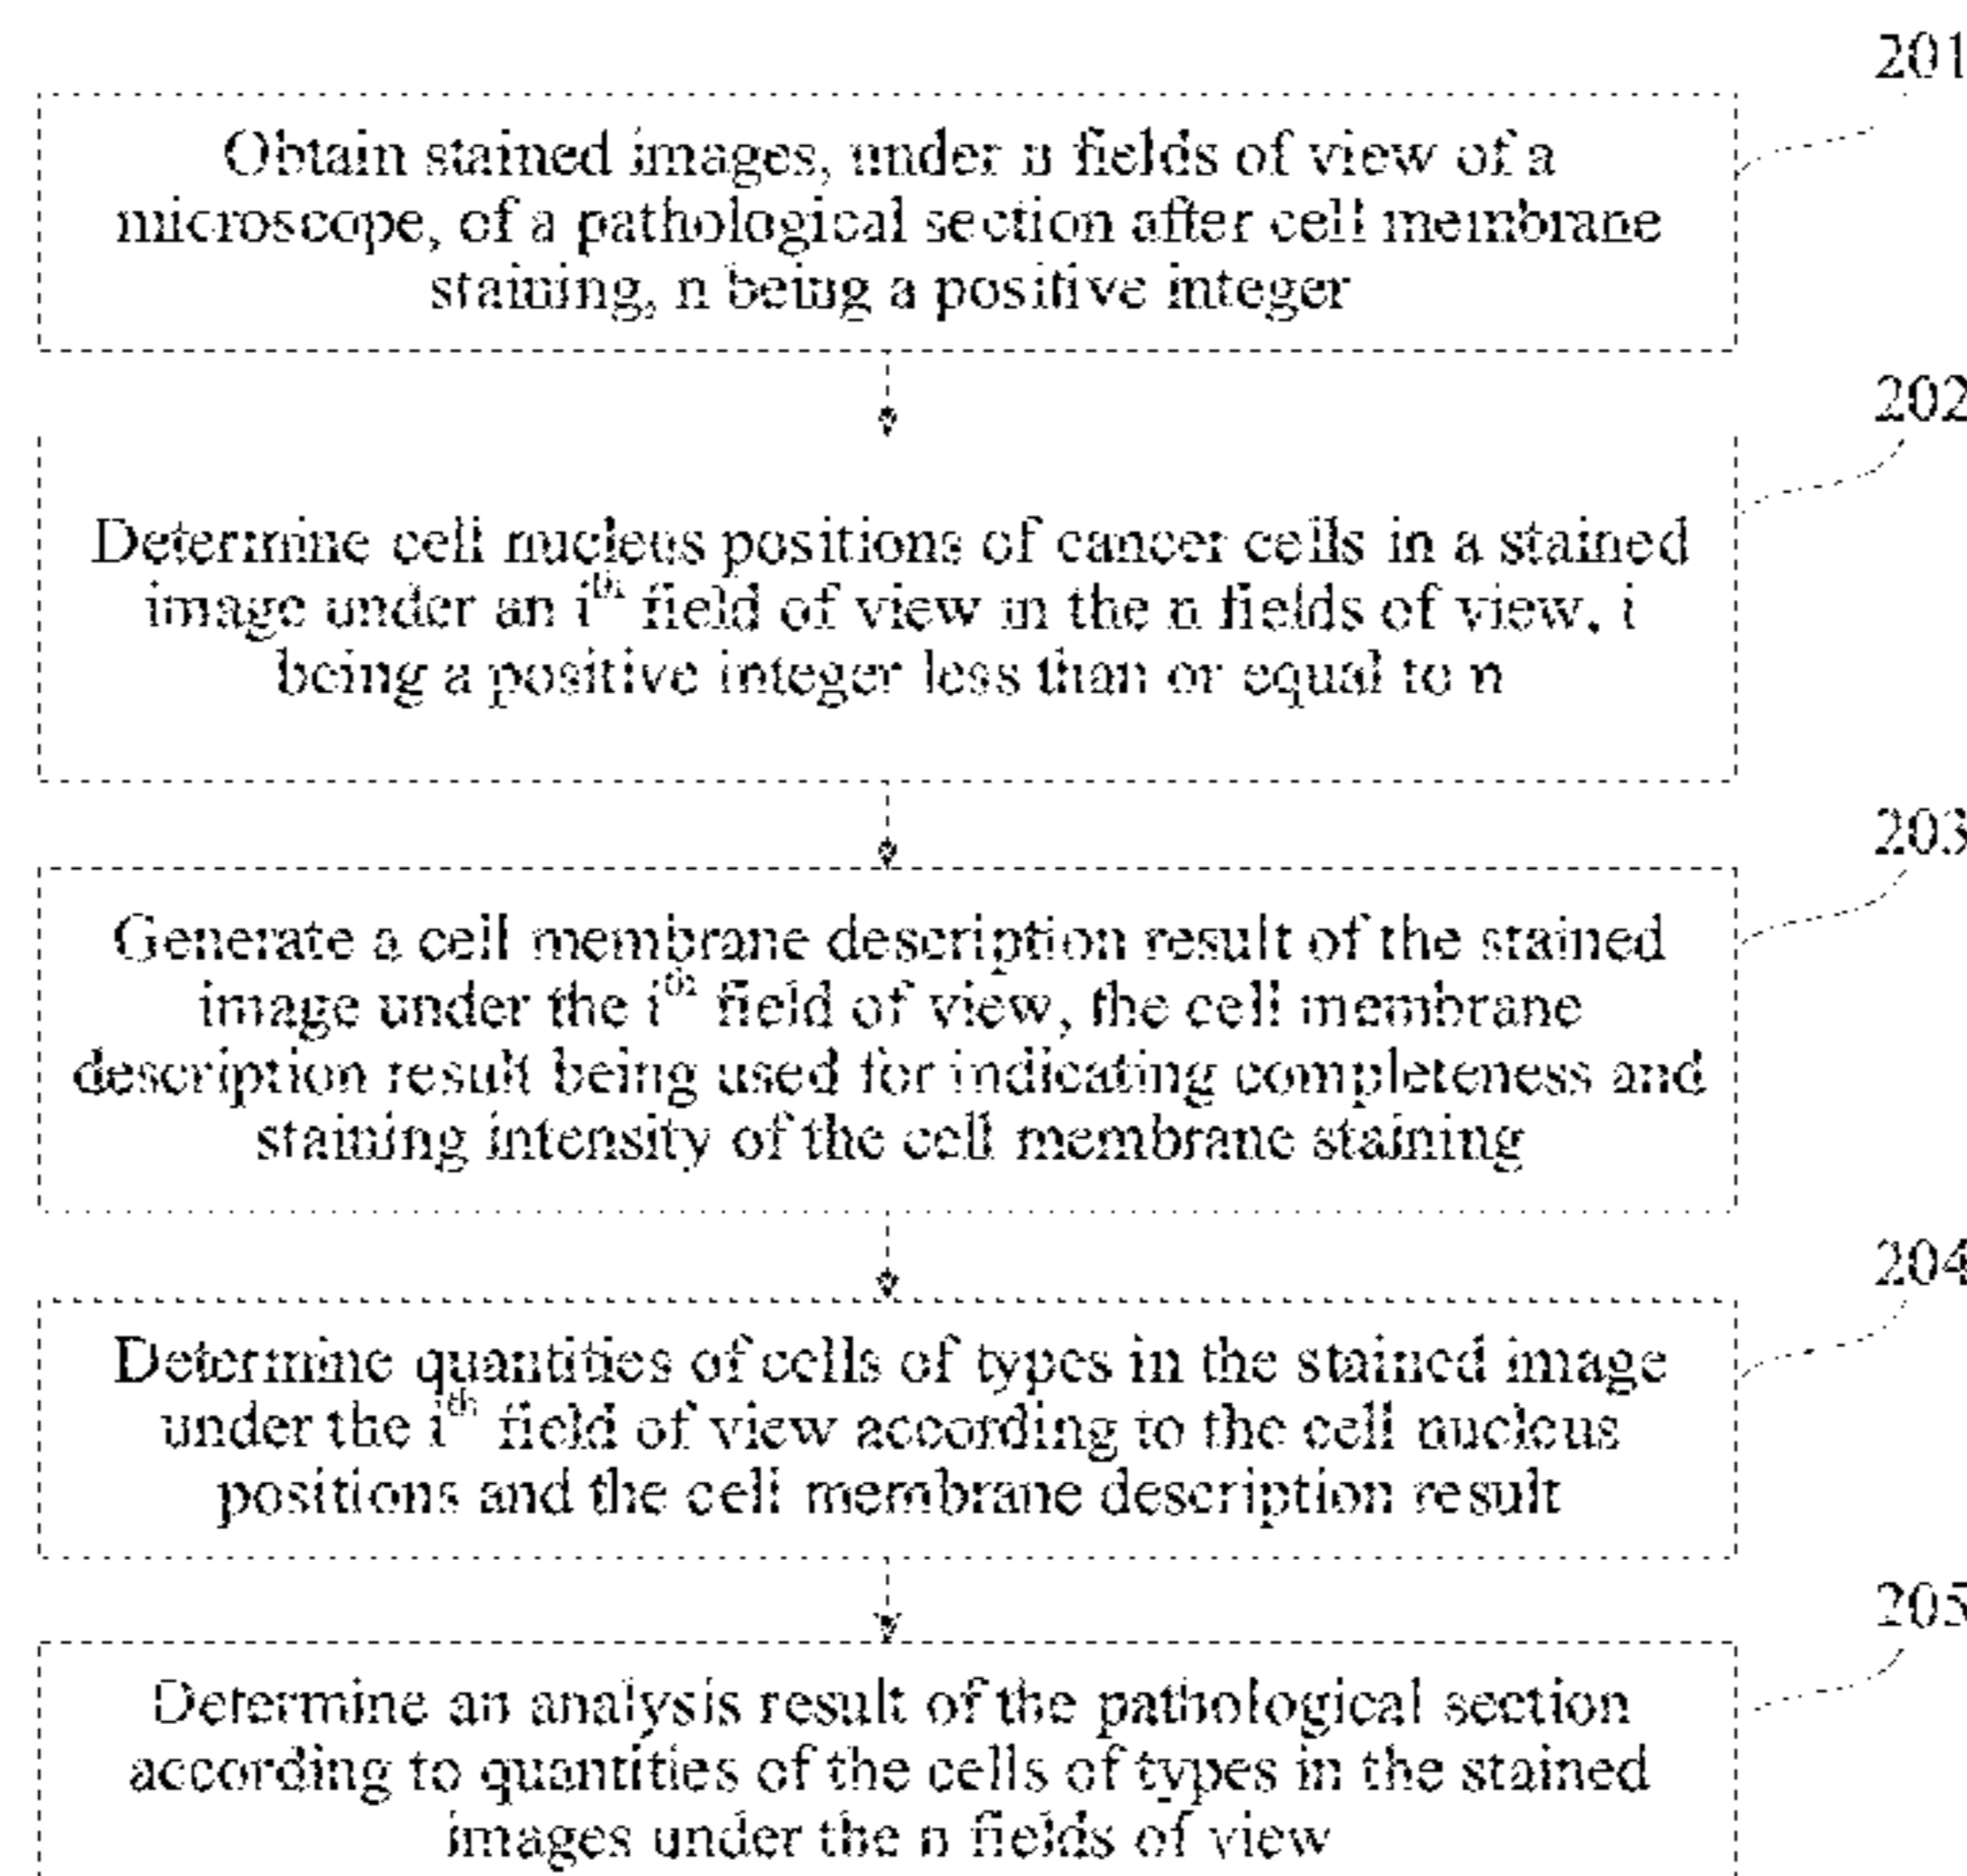 201
Obtain stained images, under n fields of view of a
microscope, of a pathological section after cell membrane
staining, n being a positive integer
202
Determine cell nucleus positions of cancer cells in a stained
image under an ith field of view in the n fields of view, i
being a positive integer less than or equal to n
203
Generate a cell membrane description result of the stained
image under the ith field of view, the cell membrane
description result being used for indicating completeness and
staining intensity of the cell membrane staining
204
Determine quantities of cells of types in the stained image
under the ith field of view according to the cell nucleus
positions and the cell membrane description result
205
Determine an analysis result of the pathological section
according to quantities of the cells of types in the stained
images under the n fields of view